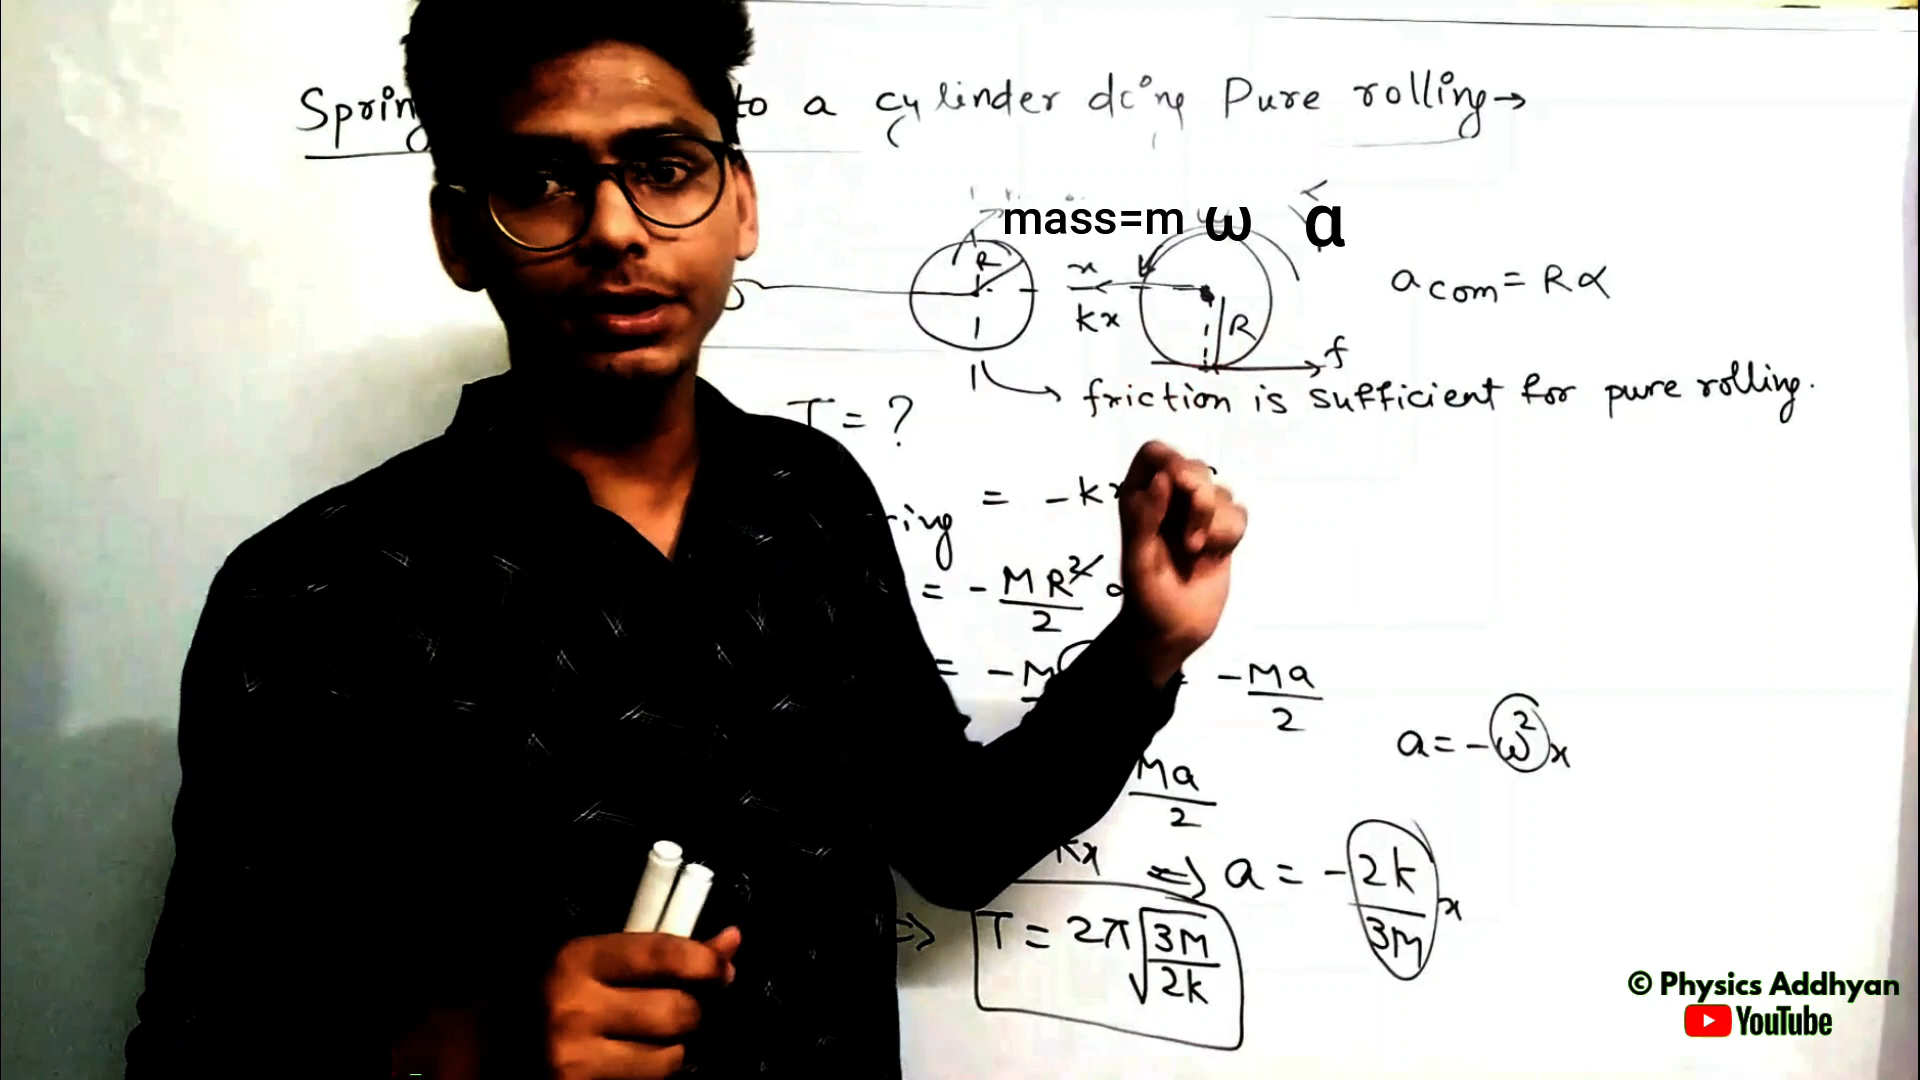 Spring to a cylinder doing Pure rolling→
mass=m ω α
R
x
kx
R
f
a com = Rα
T = ?
friction is sufficient for pure rolling.
= -kx
= - MR²/2 α
= - M = -Ma/2
a = -ω²x
Ma/2
kx ⇒ a = -2k/3M x
⇒ T = 2π√3M/2k
© Physics Addhyan
YouTube